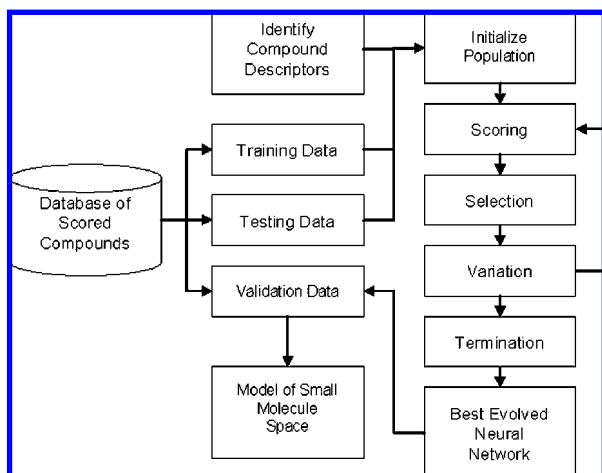 Identify
Compound
Descriptors
Initialize
Population
Training Data
Scoring
Database of
Scored
Compounds
Testing Data
Selection
Validation Data
Variation
Termination
Model of Small
Molecule
Space
Best Evolved
Neural
Network